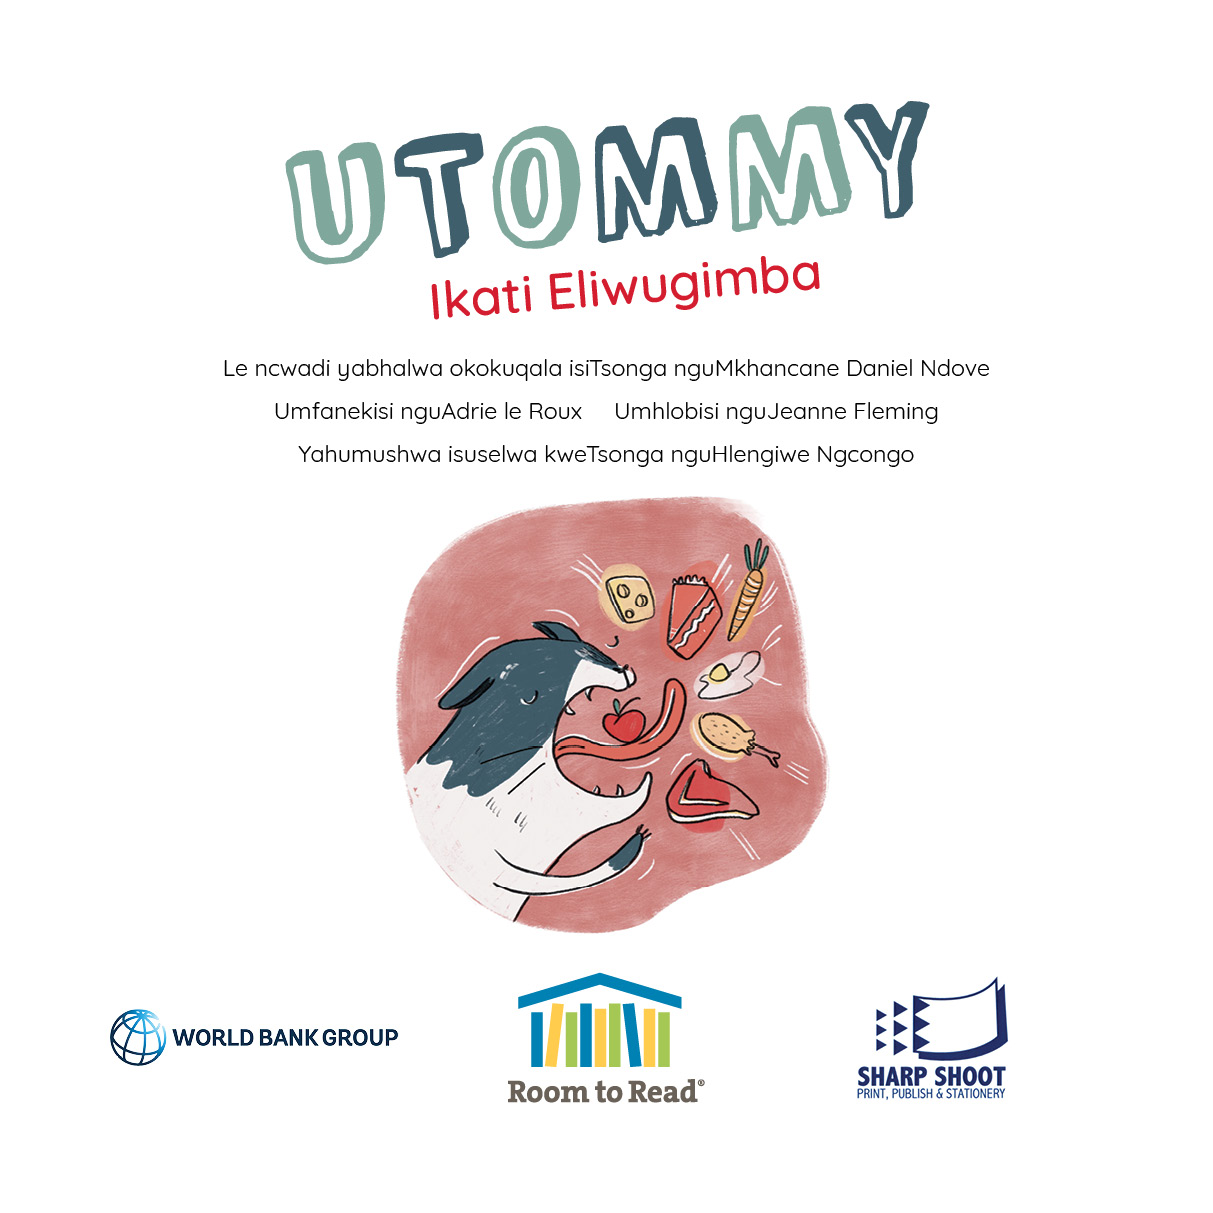 UTOMMY
Ikati Eliwugimba
Le ncwadi yabhalwa okokuqala isiTsonga nguMkhancane Daniel Ndove
Umfanekisi nguAdrie le Roux Umhlobisi nguJeanne Fleming
Yahumushwa isuselwa kweTsonga nguHlengiwe Ngcongo
WORLD BANK GROUP
Room to Read®
SHARP SHOOT
PRINT, PUBLISH & STATIONERY